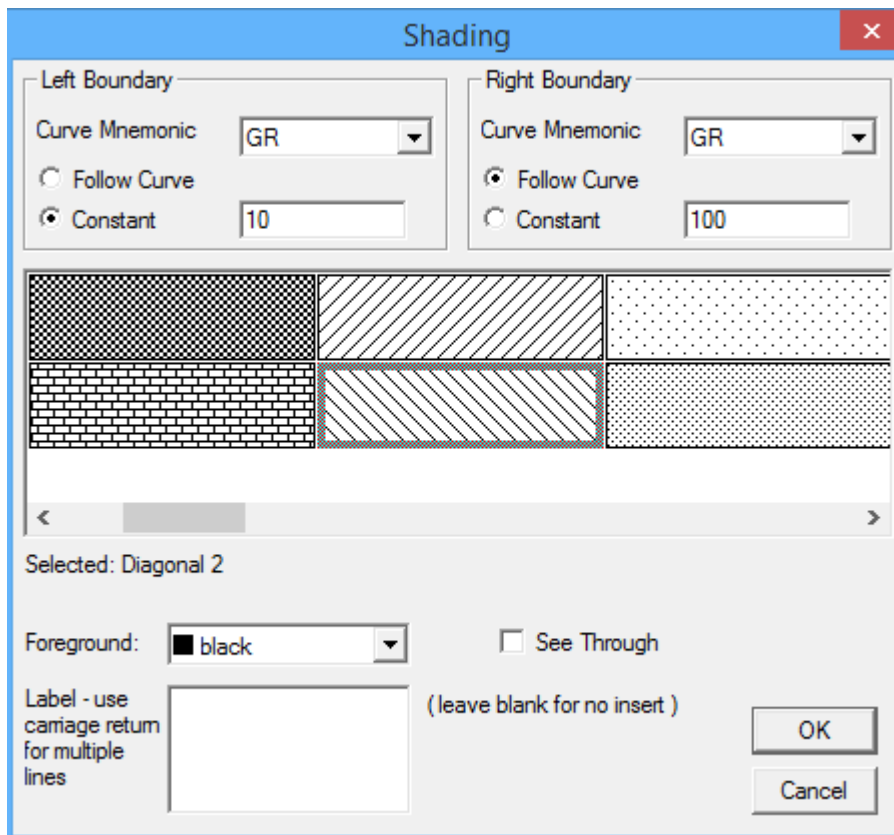 Shading
Left Boundary
Curve Mnemonic GR
Follow Curve
Constant 10
Right Boundary
Curve Mnemonic GR
Follow Curve
Constant 100
Selected: Diagonal 2
Foreground: black
See Through
Label - use
carriage return
for multiple
lines
( leave blank for no insert )
OK
Cancel